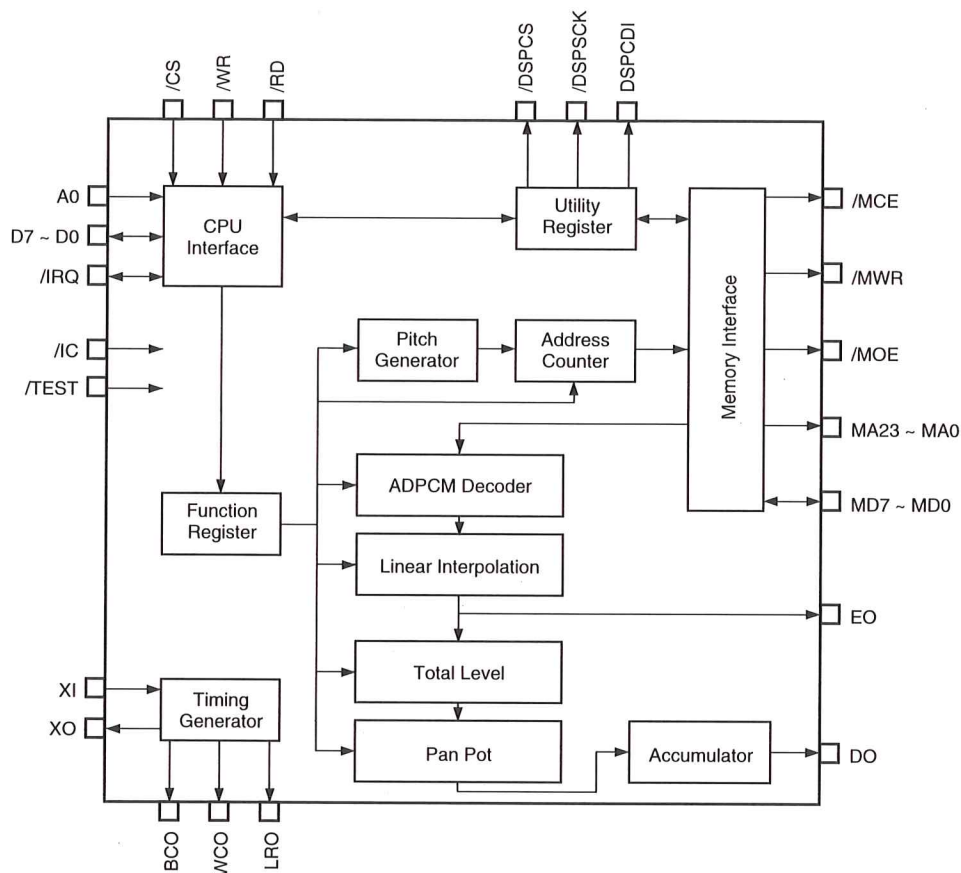 /CS
/WR
/RD
/DSPCS
/DSPSCK
DSPCDI
A0
D7 ~ D0
/IRQ
/IC
/TEST
CPU
Interface
Utility
Register
Memory Interface
/MCE
/MWR
/MOE
MA23 ~ MA0
MD7 ~ MD0
Pitch
Generator
Address
Counter
ADPCM Decoder
Function
Register
Linear Interpolation
EO
Total Level
XI
XO
Timing
Generator
Pan Pot
Accumulator
DO
BCO
WCO
LRO